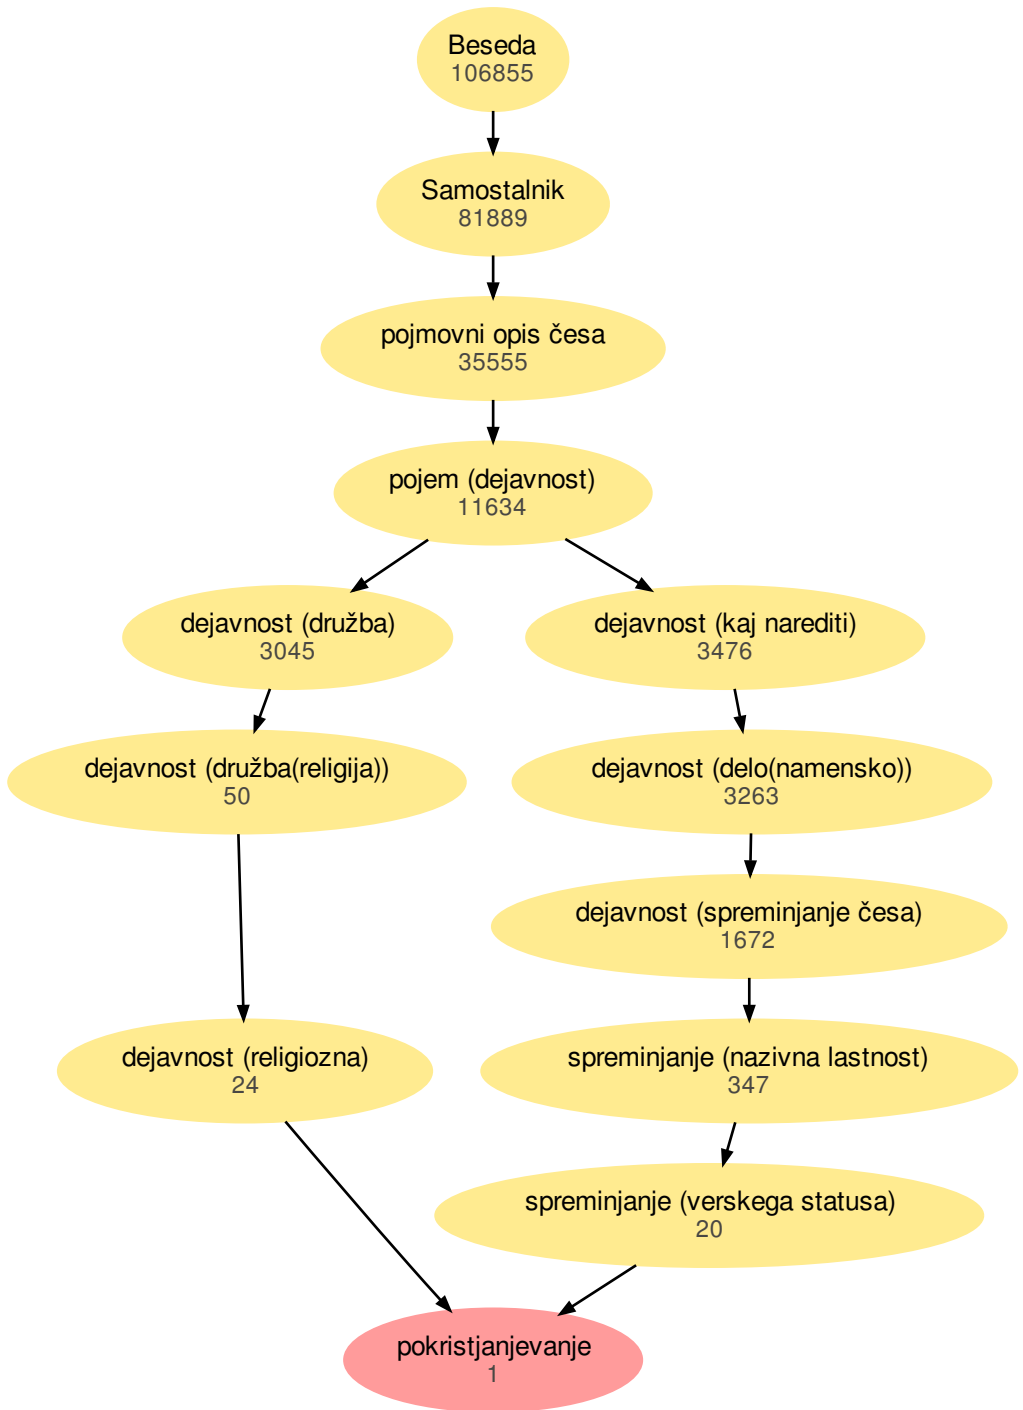 Beseda
106855
Samostalnik
81889
pojmovni opis česa
35555
pojem (dejavnost)
11634
dejavnost (družba)
3045
dejavnost (kaj narediti)
3476
dejavnost (družba(religija))
50
dejavnost (delo(namensko))
3263
dejavnost (spreminjanje česa)
1672
dejavnost (religiozna)
24
spreminjanje (nazivna lastnost)
347
spreminjanje (verskega statusa)
20
pokristjanjevanje
1